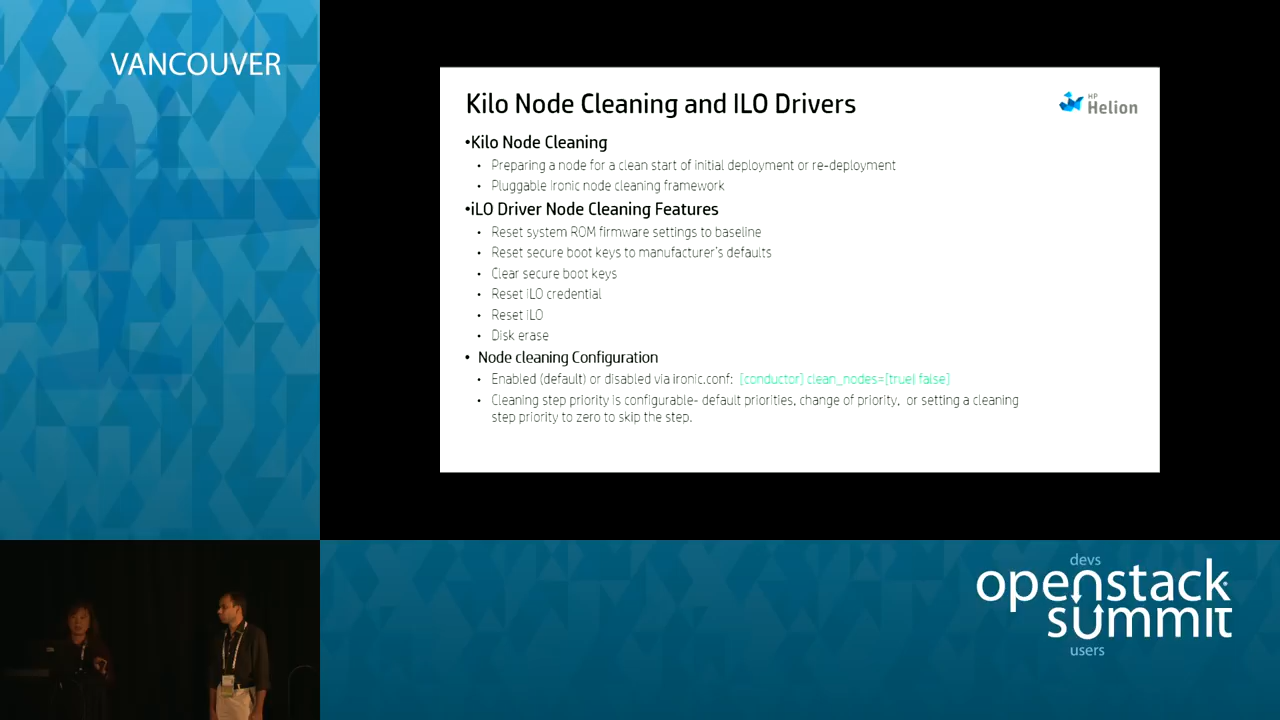 VANCOUVER
Kilo Node Cleaning and ILO Drivers
HP
Helion
•Kilo Node Cleaning
• Preparing a node for a clean start of initial deployment or re-deployment
• Pluggable Ironic node cleaning framework
•iLO Driver Node Cleaning Features
• Reset system ROM firmware settings to baseline
• Reset secure boot keys to manufacturer's defaults
• Clear secure boot keys
• Reset iLO credential
• Reset iLO
• Disk erase
• Node cleaning Configuration
• Enabled (default) or disabled via ironic.conf: [conductor] clean_nodes=[true| false]
• Cleaning step priority is configurable- default priorities, change of priority, or setting a cleaning
step priority to zero to skip the step.
devs
openstack
summit
users